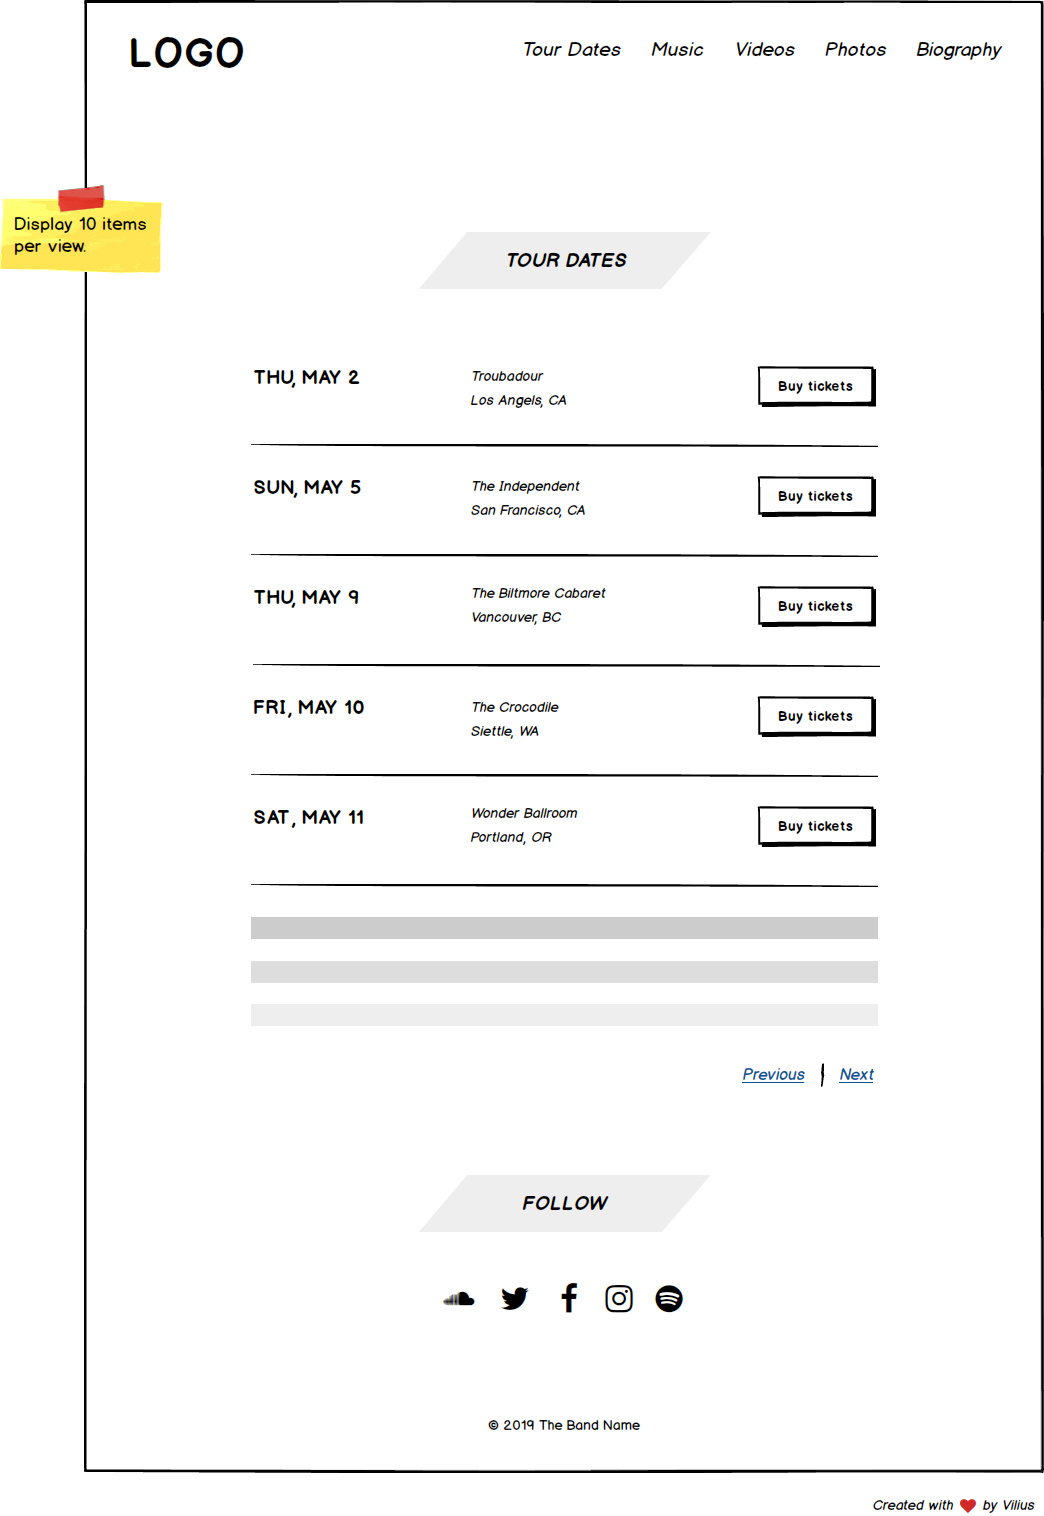 LOGO
Tour Dates Music Videos Photos Biography
Display 10 items
per view.
TOUR DATES
THU, MAY 2
Troubadour
Los Angels, CA
Buy tickets
SUN, MAY 5
The Independent
San Francisco, CA
Buy tickets
THU, MAY 9
The Biltmore Cabaret
Vancouver, BC
Buy tickets
FRI, MAY 10
The Crocodile
Siettle, WA
Buy tickets
SAT, MAY 11
Wonder Ballroom
Portland, OR
Buy tickets
Previous | Next
FOLLOW
© 2019 The Band Name
Created with ❤ by Vilius